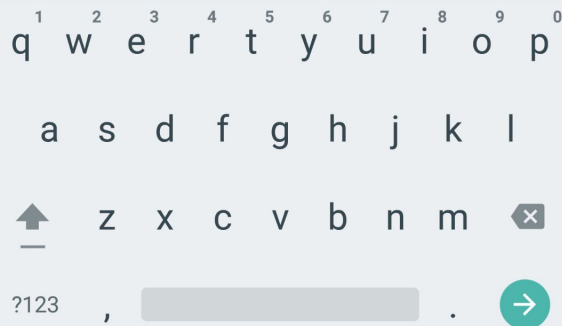 1 2 3 4 5 6 7 8 9 0
q w e r t y u i o p
a s d f g h j k l
z x c v b n m
?123 , .